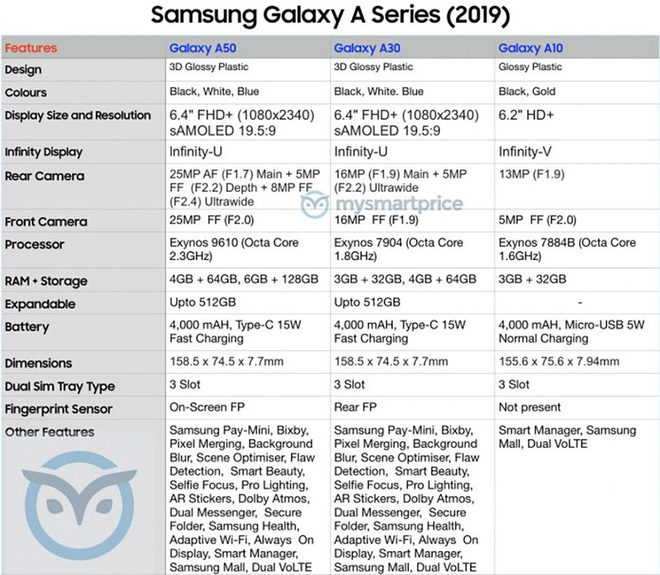 Samsung Galaxy A Series (2019)
Features Galaxy A50 Galaxy A30 Galaxy A10
Design 3D Glossy Plastic 3D Glossy Plastic Glossy Plastic
Colours Black, White, Blue Black, White. Blue Black, Gold
Display Size and Resolution 6.4" FHD+ (1080x2340) 6.4" FHD+ (1080x2340) 6.2" HD+
sAMOLED 19.5:9 sAMOLED 19.5:9
Infinity Display Infinity-U Infinity-U Infinity-V
Rear Camera 25MP AF (F1.7) Main + 5MP 16MP (F1.9) Main + 5MP 13MP (F1.9)
FF (F2.2) Depth + 8MP FF (F2.2) Ultrawide
(F2.4) Ultrawide
mysmartprice
Front Camera 25MP FF (F2.0) 16MP FF (F1.9) 5MP FF (F2.0)
Processor Exynos 9610 (Octa Core Exynos 7904 (Octa Core Exynos 7884B (Octa Core
2.3GHz) 1.8GHz) 1.6GHz)
RAM + Storage 4GB + 64GB, 6GB + 128GB 3GB + 32GB, 4GB + 64GB 3GB + 32GB
Expandable Upto 512GB Upto 512GB -
Battery 4,000 mAH, Type-C 15W 4,000 mAH, Type-C 15W 4,000 mAH, Micro-USB 5W
Fast Charging Fast Charging Normal Charging
Dimensions 158.5 x 74.5 x 7.7mm 158.5 x 74.5 x 7.7mm 155.6 x 75.6 x 7.94mm
Dual Sim Tray Type 3 Slot 3 Slot 3 Slot
Fingerprint Sensor On-Screen FP Rear FP Not present
Other Features Samsung Pay-Mini, Bixby, Samsung Pay-Mini, Bixby, Smart Manager, Samsung
Pixel Merging, Background Pixel Merging, Background Mall, Dual VoLTE
Blur, Scene Optimiser, Flaw Blur, Scene Optimiser, Flaw
Detection, Smart Beauty, Detection, Smart Beauty,
Selfie Focus, Pro Lighting, Selfie Focus, Pro Lighting,
AR Stickers, Dolby Atmos, AR Stickers, Dolby Atmos,
Dual Messenger, Secure Dual Messenger, Secure
Folder, Samsung Health, Folder, Samsung Health,
Adaptive Wi-Fi, Always On Adaptive Wi-Fi, Always On
Display, Smart Manager, Display, Smart Manager,
Samsung Mall, Dual VoLTE Samsung Mall, Dual VoLTE